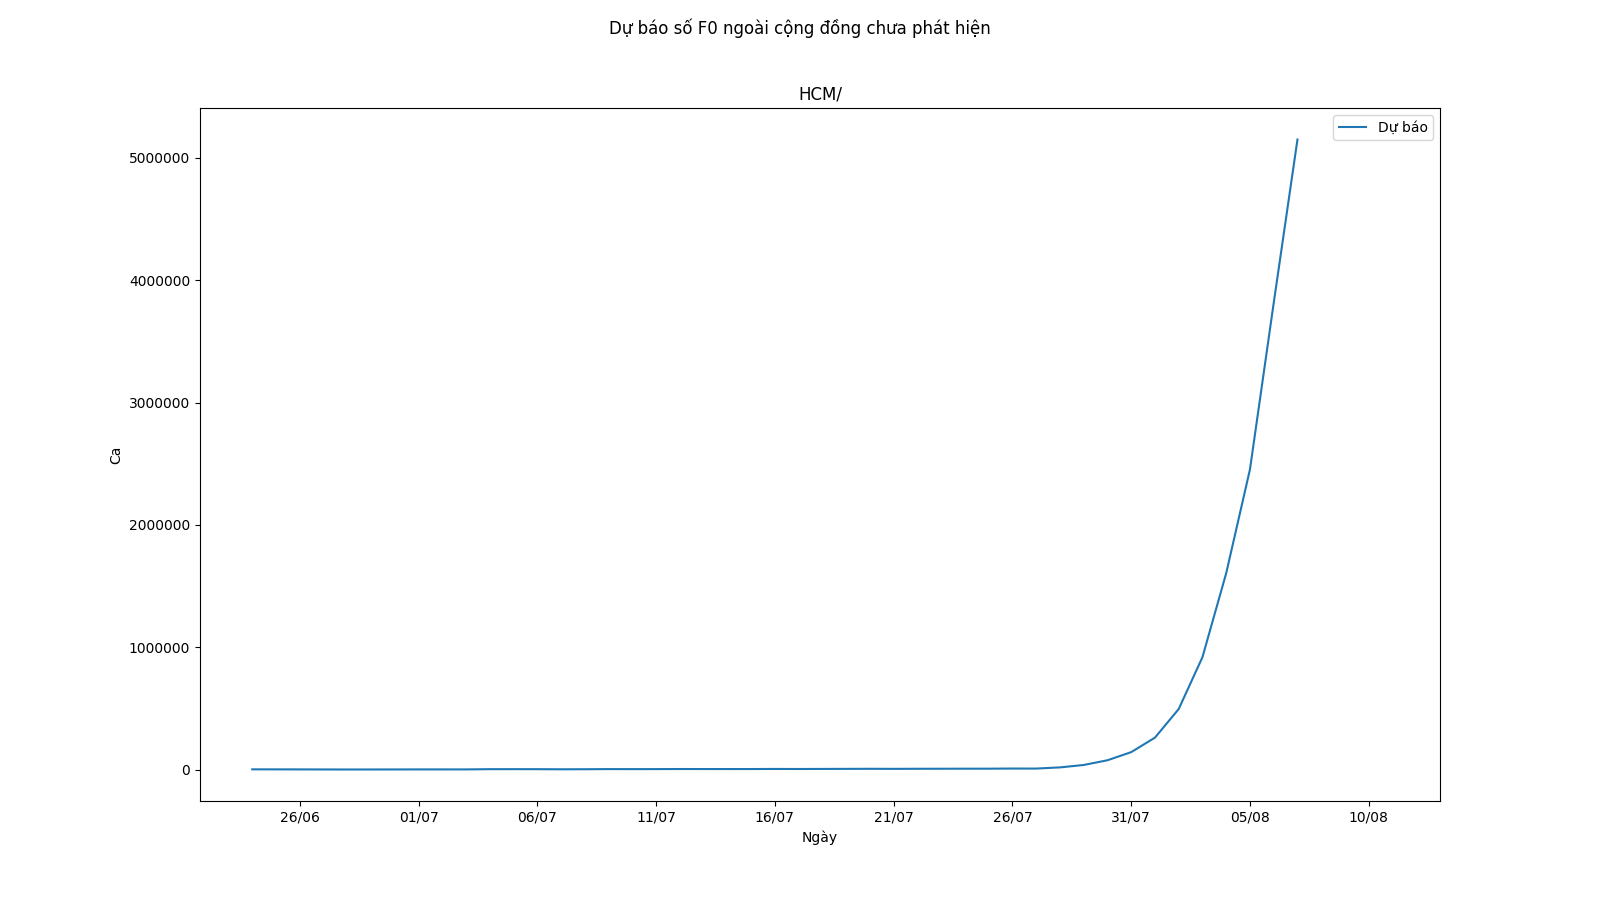 Dự báo số F0 ngoài cộng đồng chưa phát hiện
HCM/
Dự báo
5000000
4000000
3000000
2000000
1000000
0
Ca
26/06 01/07 06/07 11/07 16/07 21/07 26/07 31/07 05/08 10/08
Ngày